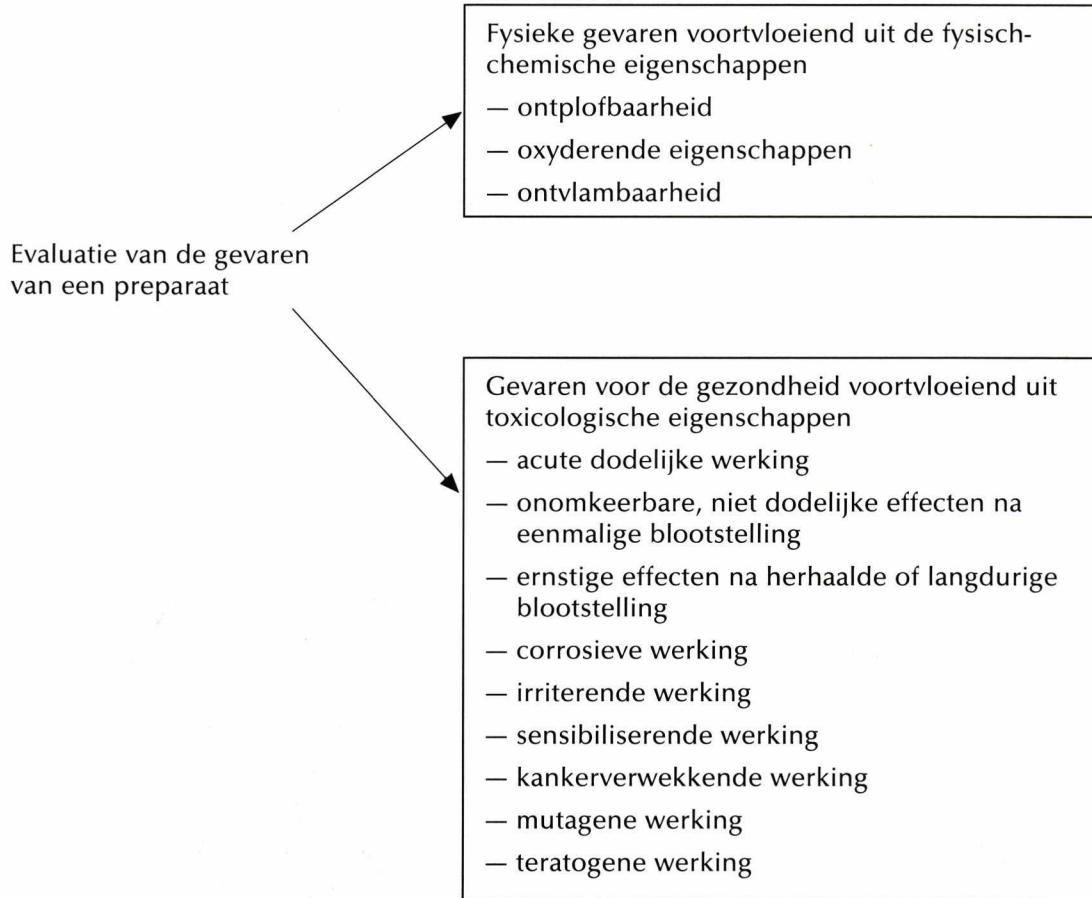 Fysieke gevaren voortvloeiend uit de fysisch-
chemische eigenschappen
— ontplofbaarheid
— oxyderende eigenschappen
— ontvlambaarheid
Evaluatie van de gevaren
van een preparaat
Gevaren voor de gezondheid voortvloeiend uit
toxicologische eigenschappen
— acute dodelijke werking
— onomkeerbare, niet dodelijke effecten na
eenmalige blootstelling
— ernstige effecten na herhaalde of langdurige
blootstelling
— corrosieve werking
— irriterende werking
— sensibiliserende werking
— kankerverwekkende werking
— mutagene werking
— teratogene werking